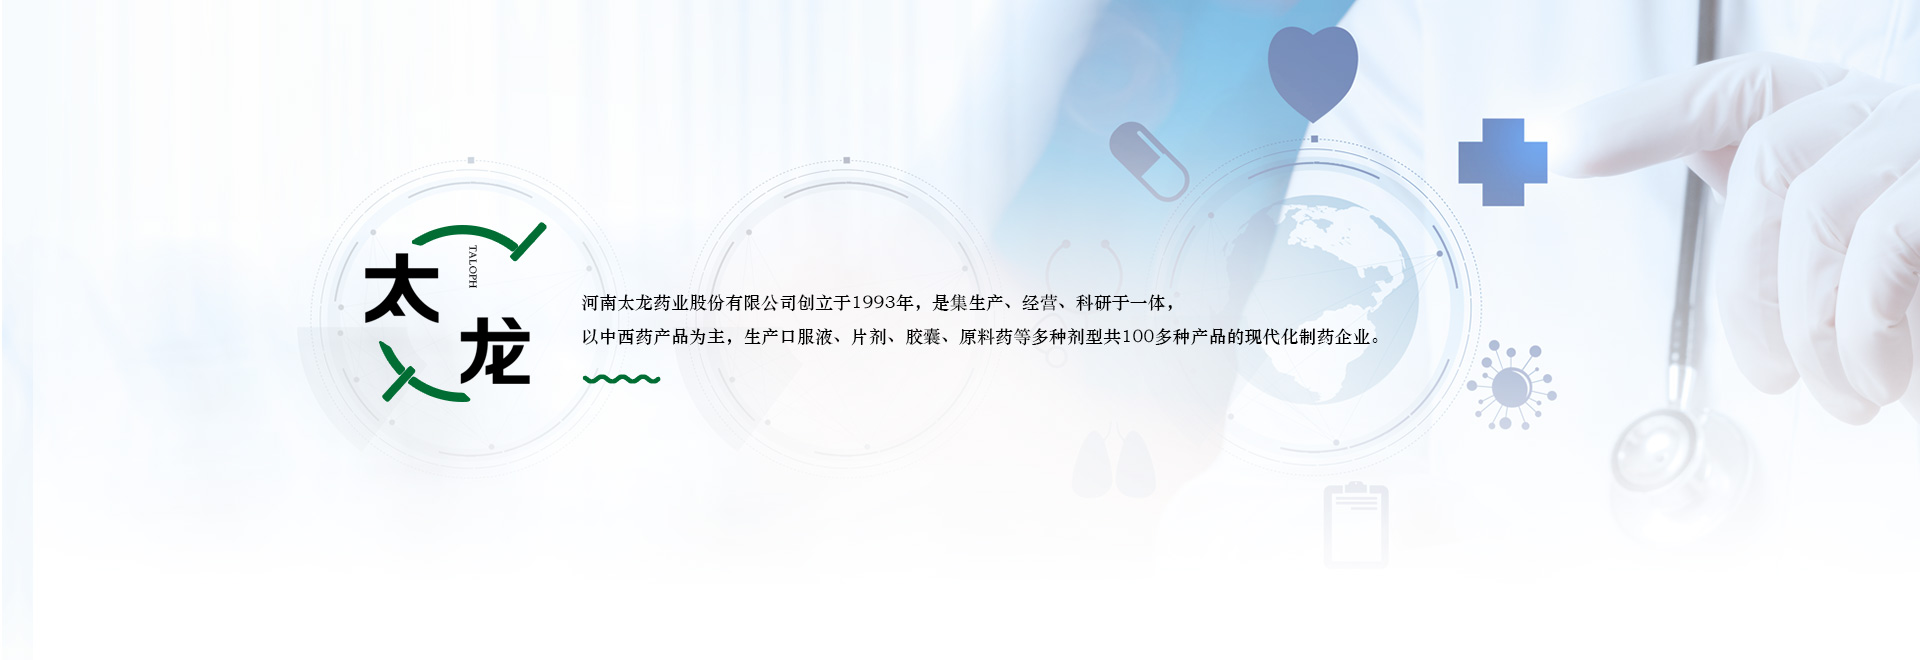 太
TALOPH
龙
河南太龙药业股份有限公司创立于1993年，是集生产、经营、科研于一体，
以中西药产品为主，生产口服液、片剂、胶囊、原料药等多种剂型共100多种产品的现代化制药企业。